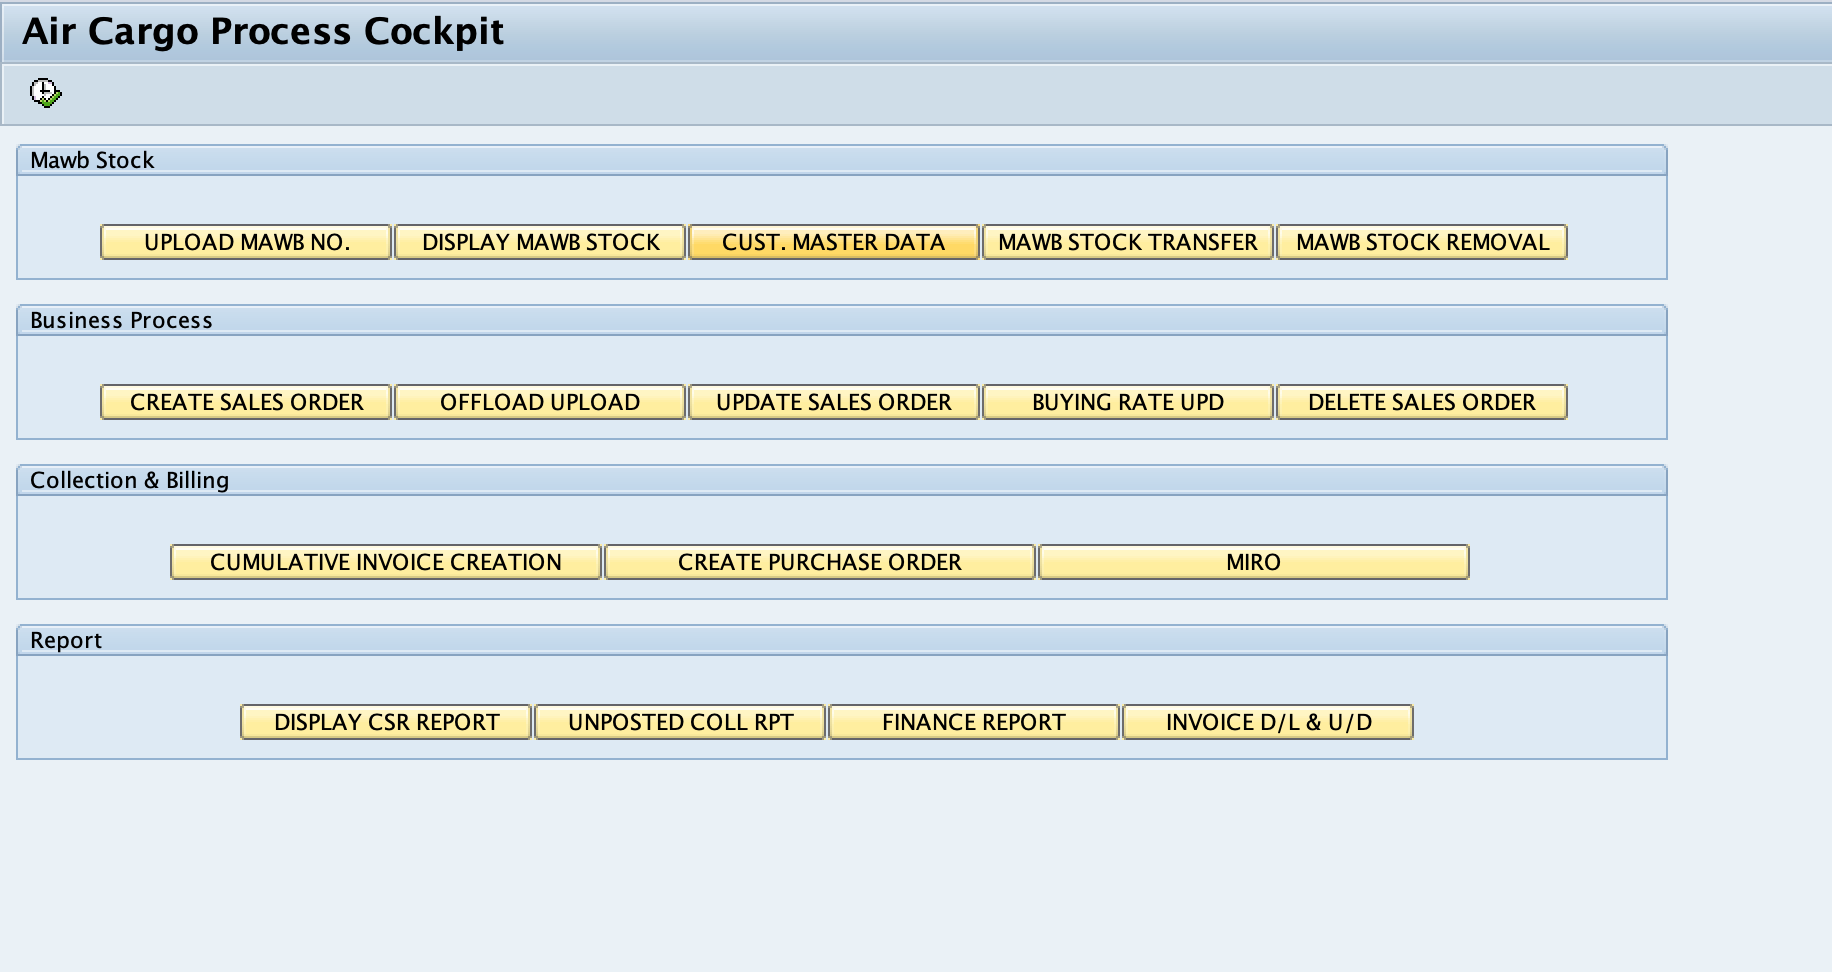 Air Cargo Process Cockpit
Mawb Stock
UPLOAD MAWB NO. DISPLAY MAWB STOCK CUST. MASTER DATA MAWB STOCK TRANSFER MAWB STOCK REMOVAL
Business Process
CREATE SALES ORDER OFFLOAD UPLOAD UPDATE SALES ORDER BUYING RATE UPD DELETE SALES ORDER
Collection & Billing
CUMULATIVE INVOICE CREATION CREATE PURCHASE ORDER MIRO
Report
DISPLAY CSR REPORT UNPOSTED COLL RPT FINANCE REPORT INVOICE D/L & U/D